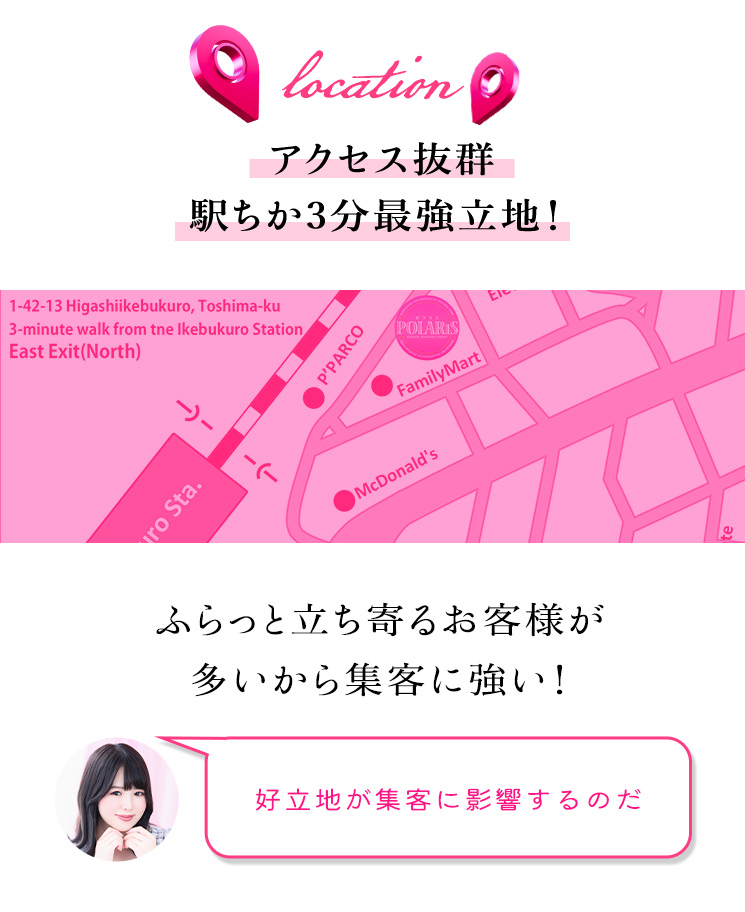 location
アクセス抜群
駅ちか3分最強立地！
1-42-13 Higashiikebukuro, Toshima-ku
3-minute walk from tne Ikebukuro Station
East Exit(North)
P'PARCO
POLARiS
FamilyMart
McDonald's
uro Sta.
ふらっと立ち寄るお客様が
多いから集客に強い！
好立地が集客に影響するのだ